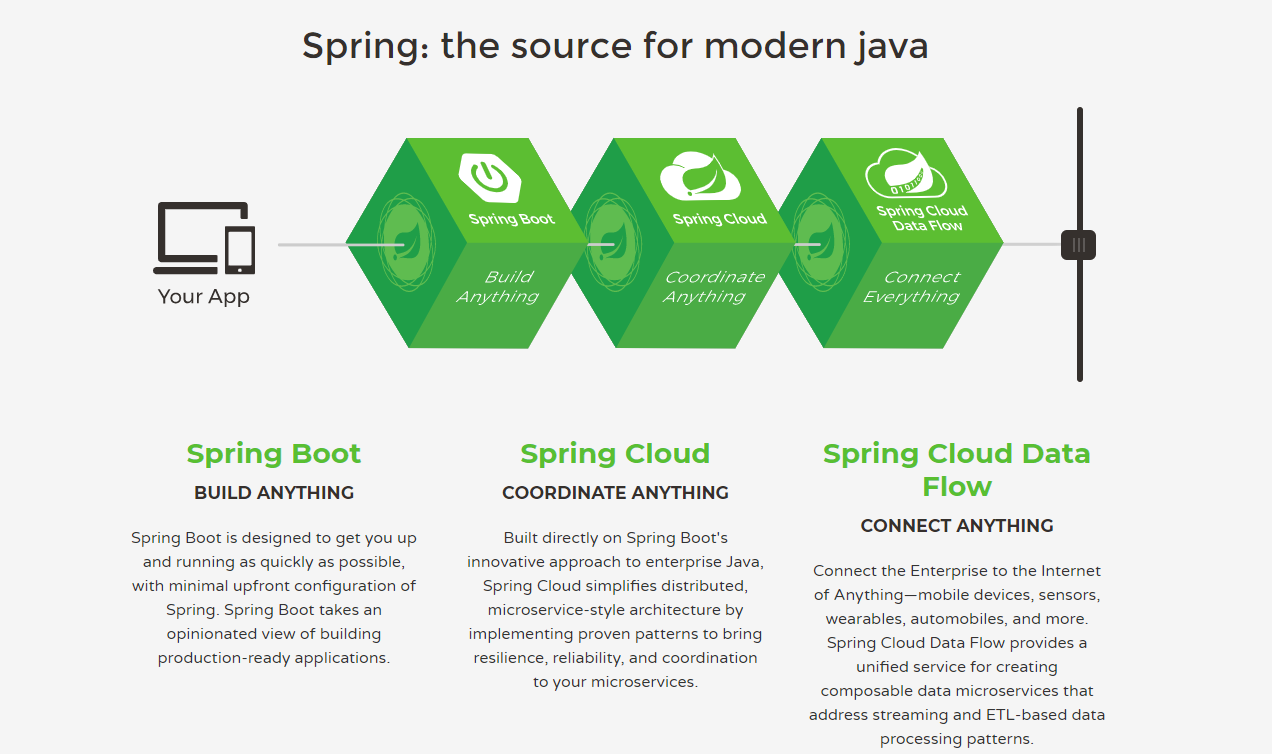 Spring: the source for modern java
Your App
Spring Boot
Build
Anything
Spring Cloud
Coordinate
Anything
010110
Spring Cloud
Data Flow
Connect
Everything
Spring Boot
BUILD ANYTHING
Spring Boot is designed to get you up
and running as quickly as possible,
with minimal upfront configuration of
Spring. Spring Boot takes an
opinionated view of building
production-ready applications.
Spring Cloud
COORDINATE ANYTHING
Built directly on Spring Boot's
innovative approach to enterprise Java,
Spring Cloud simplifies distributed,
microservice-style architecture by
implementing proven patterns to bring
resilience, reliability, and coordination
to your microservices.
Spring Cloud Data
Flow
CONNECT ANYTHING
Connect the Enterprise to the Internet
of Anything—mobile devices, sensors,
wearables, automobiles, and more.
Spring Cloud Data Flow provides a
unified service for creating
composable data microservices that
address streaming and ETL-based data
processing patterns.